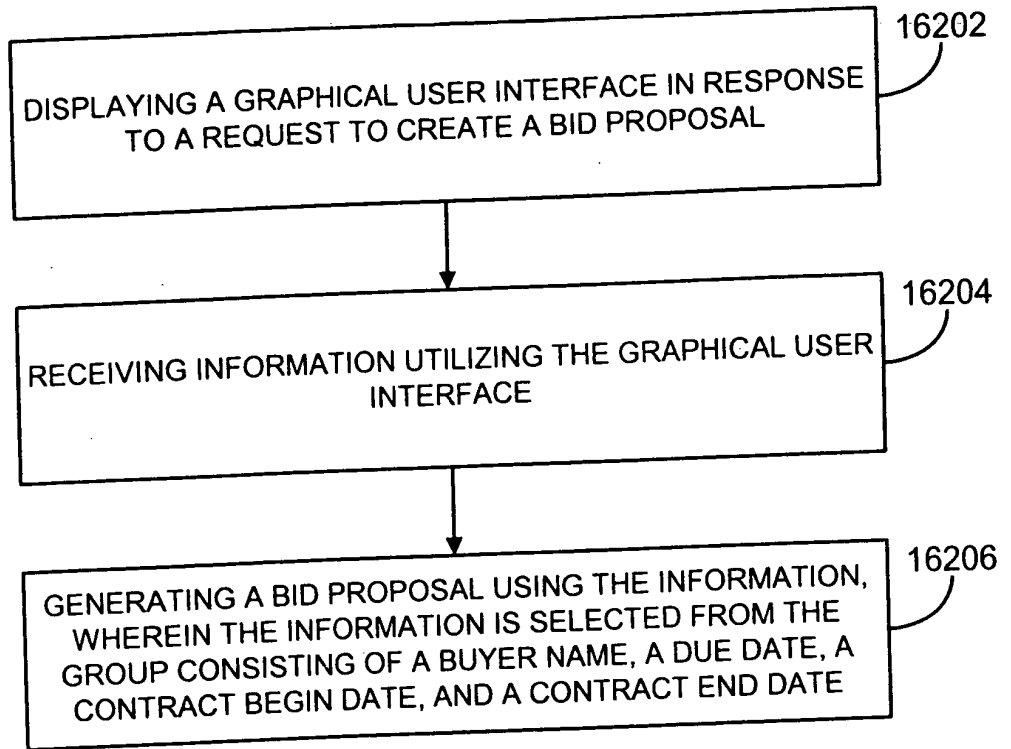 16202
DISPLAYING A GRAPHICAL USER INTERFACE IN RESPONSE
TO A REQUEST TO CREATE A BID PROPOSAL
16204
RECEIVING INFORMATION UTILIZING THE GRAPHICAL USER
INTERFACE
16206
GENERATING A BID PROPOSAL USING THE INFORMATION,
WHEREIN THE INFORMATION IS SELECTED FROM THE
GROUP CONSISTING OF A BUYER NAME, A DUE DATE, A
CONTRACT BEGIN DATE, AND A CONTRACT END DATE